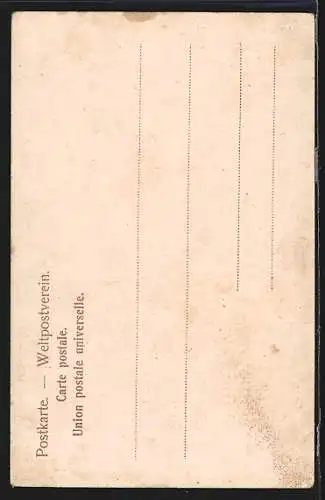 Postkarte. — Weltpostverein.
Carte postale.
Union postale universelle.